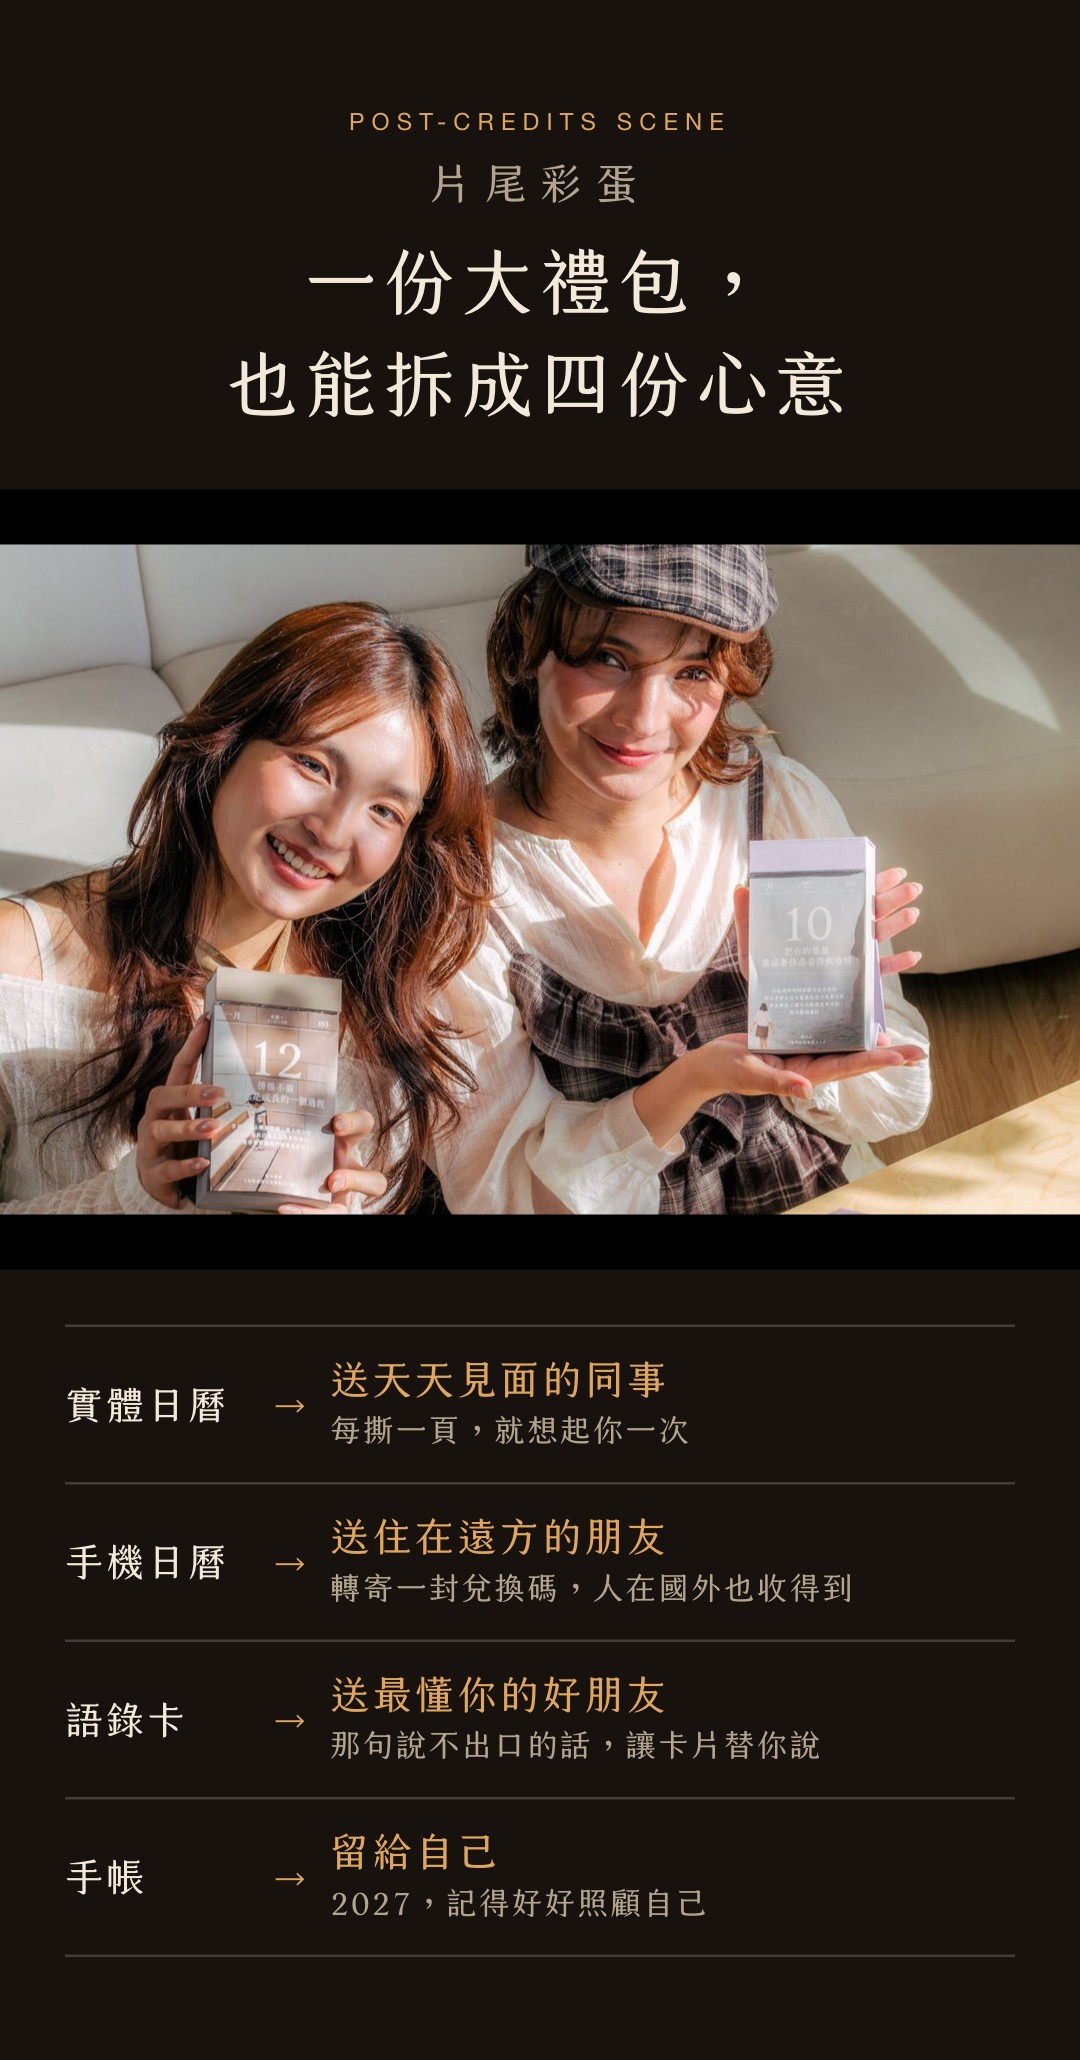 POST-CREDITS SCENE
片尾彩蛋
一份大禮包，
也能拆成四份心意
12
10
353
實體日曆
→
送天天見面的同事
每撕一頁，就想起你一次
手機日曆
→
送住在遠方的朋友
轉寄一封兌換碼，人在國外也收得到
語錄卡
→
送最懂你的好朋友
那句說不出口的話，讓卡片替你說
手帳
→
留給自己
2027，記得好好照顧自己